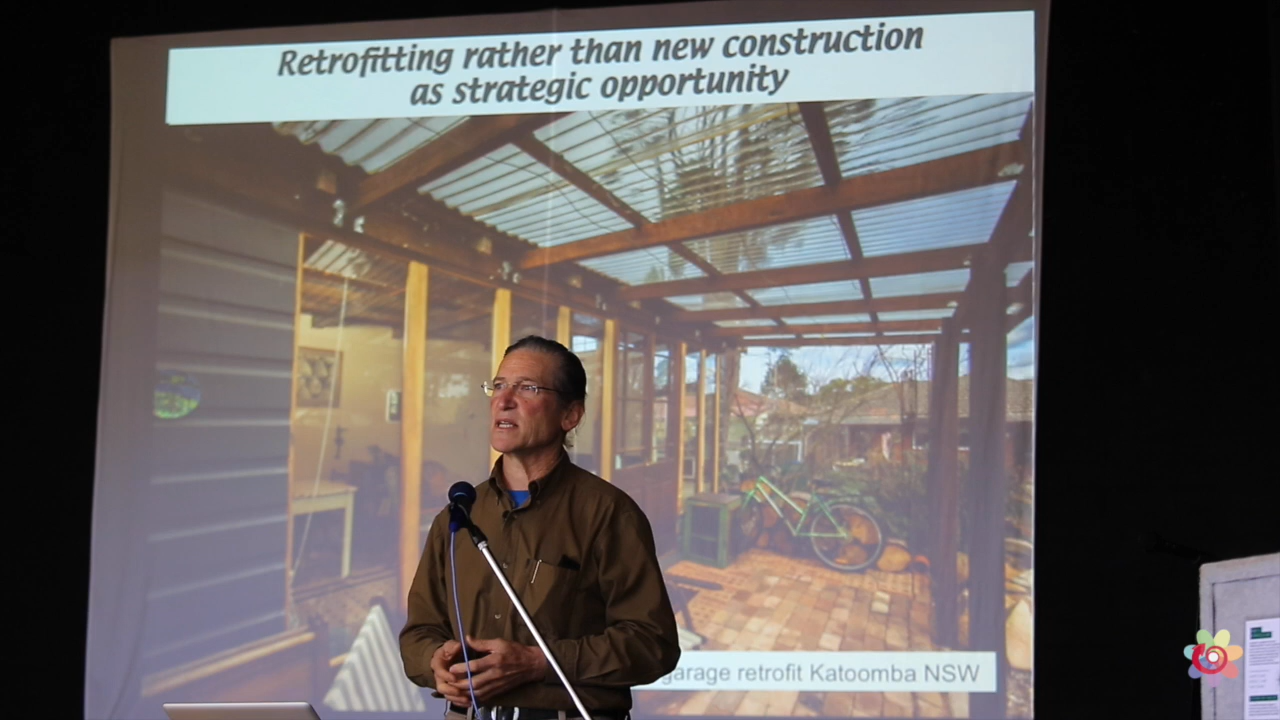 Retrofitting rather than new construction
as strategic opportunity
garage retrofit Katoomba NSW